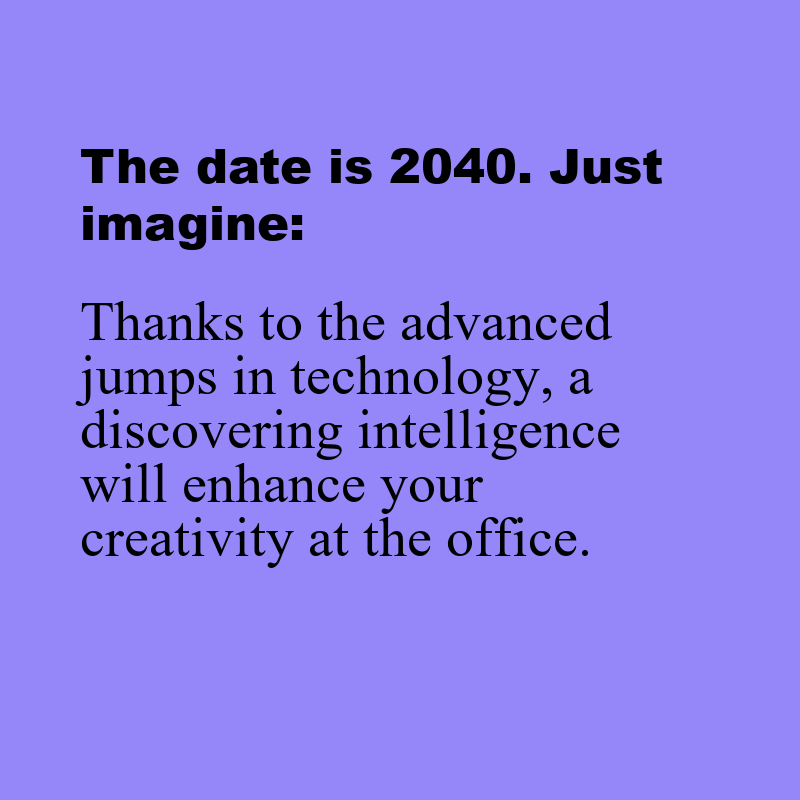 The date is 2040. Just
imagine:
Thanks to the advanced
jumps in technology, a
discovering intelligence
will enhance your
creativity at the office.